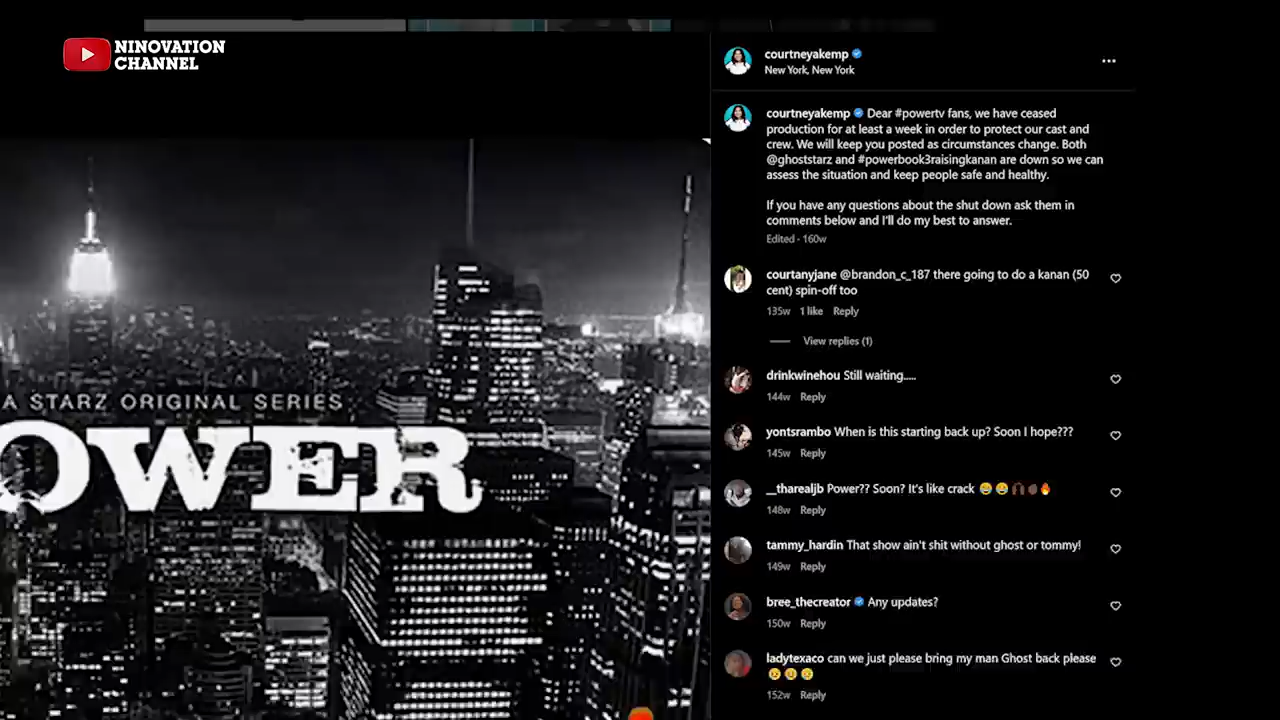 NINOVATION
CHANNEL
A STARZ ORIGINAL SERIES
OWER
courtneyakemp
New York, New York
courtneyakemp Dear #powertv fans, we have ceased
production for at least a week in order to protect our cast and
crew. We will keep you posted as circumstances change. Both
@ghoststarz and #powerbook3raisingkanan are down so we can
assess the situation and keep people safe and healthy.
If you have any questions about the shut down ask them in
comments below and I'll do my best to answer.
Edited · 160w
courtanyjane @brandon_c_187 there going to do a kanan (50
cent) spin-off too
135w 1 like Reply
View replies (1)
drinkwinehou Still waiting.....
144w Reply
yontsrambo When is this starting back up? Soon I hope???
145w Reply
__tharealjb Power?? Soon? It's like crack 😂😂
148w Reply
tammy_hardin That show ain't shit without ghost or tommy!
149w Reply
bree_thecreator Any updates?
150w Reply
ladytexaco can we just please bring my man Ghost back please
152w Reply